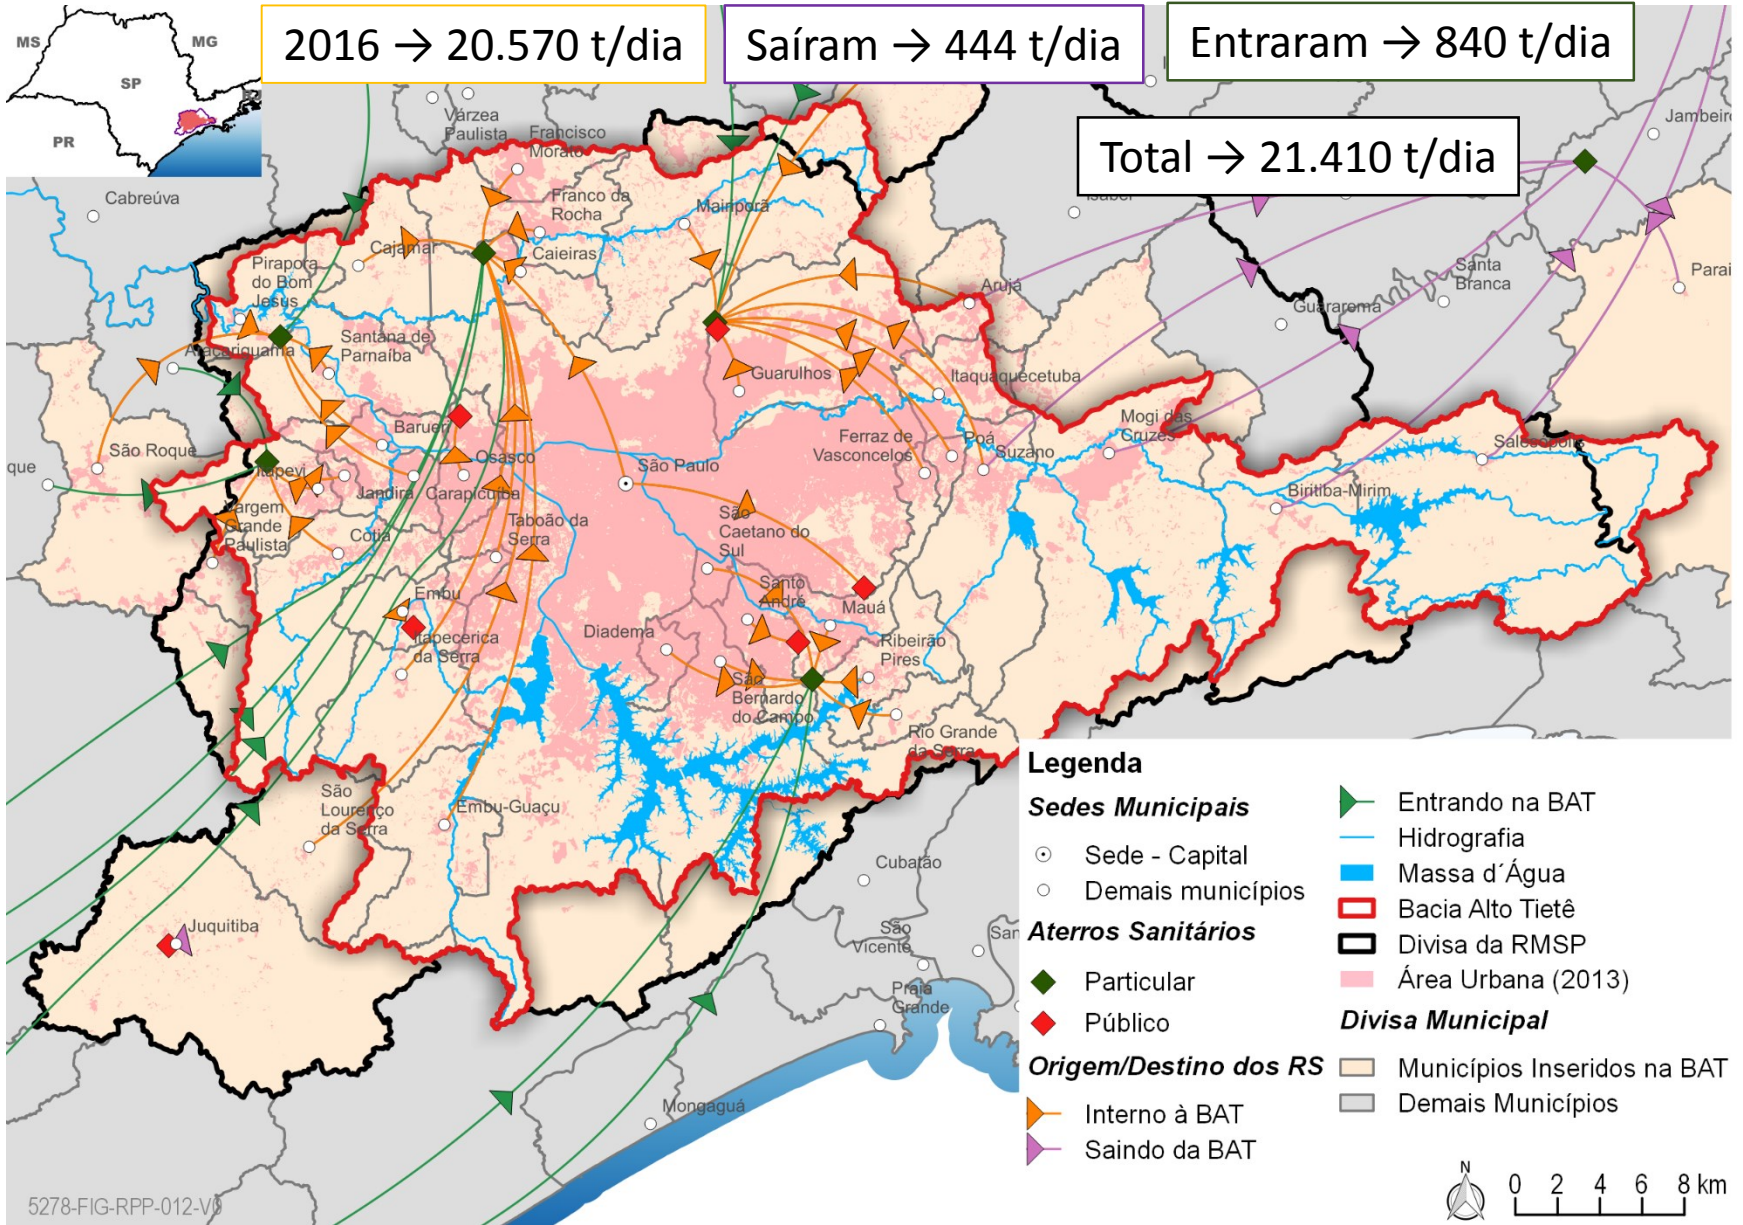 MS
MG
SP
PR
2016 → 20.570 t/dia
Saíram → 444 t/dia
Entraram → 840 t/dia
Total → 21.410 t/dia
Jambeir
Várzea
Paulista
Francisco
Morato
Cabreúva
Franco da
Rocha
Mairiporã
Isabel
Cajamar
Caieiras
Pirapora
do Bom
Jesus
Santa
Branca
Parai
Arujá
Guararema
Araçariguama
Santana de
Parnaíba
Guarulhos
Itaquaquecetuba
Barueri
Mogi das
Cruzes
São Roque
que
Itapevi
Osasco
São Paulo
Ferraz de
Vasconcelos
Poá
Suzano
Salesópolis
Jandira
Carapicuíba
Biritiba-Mirim
Vargem
Grande
Paulista
Cotia
Taboão da
Serra
São
Caetano do
Sul
Santo
André
Mauá
Embu
Itapecerica
da Serra
Diadema
Ribeirão
Pires
São
Bernardo
do Campo
Rio Grande
da Serra
São
Lourenço
da Serra
Embu-Guaçu
Juquitiba
Cubatão
São
Vicente
San
Praia
Grande
Mongaguá
Legenda
Sedes Municipais
Sede - Capital
Demais municípios
Aterros Sanitários
Particular
Público
Origem/Destino dos RS
Interno à BAT
Saindo da BAT
Entrando na BAT
Hidrografia
Massa d´Água
Bacia Alto Tietê
Divisa da RMSP
Área Urbana (2013)
Divisa Municipal
Municípios Inseridos na BAT
Demais Municípios
N
0 2 4 6 8 km
5278-FIG-RPP-012-V0